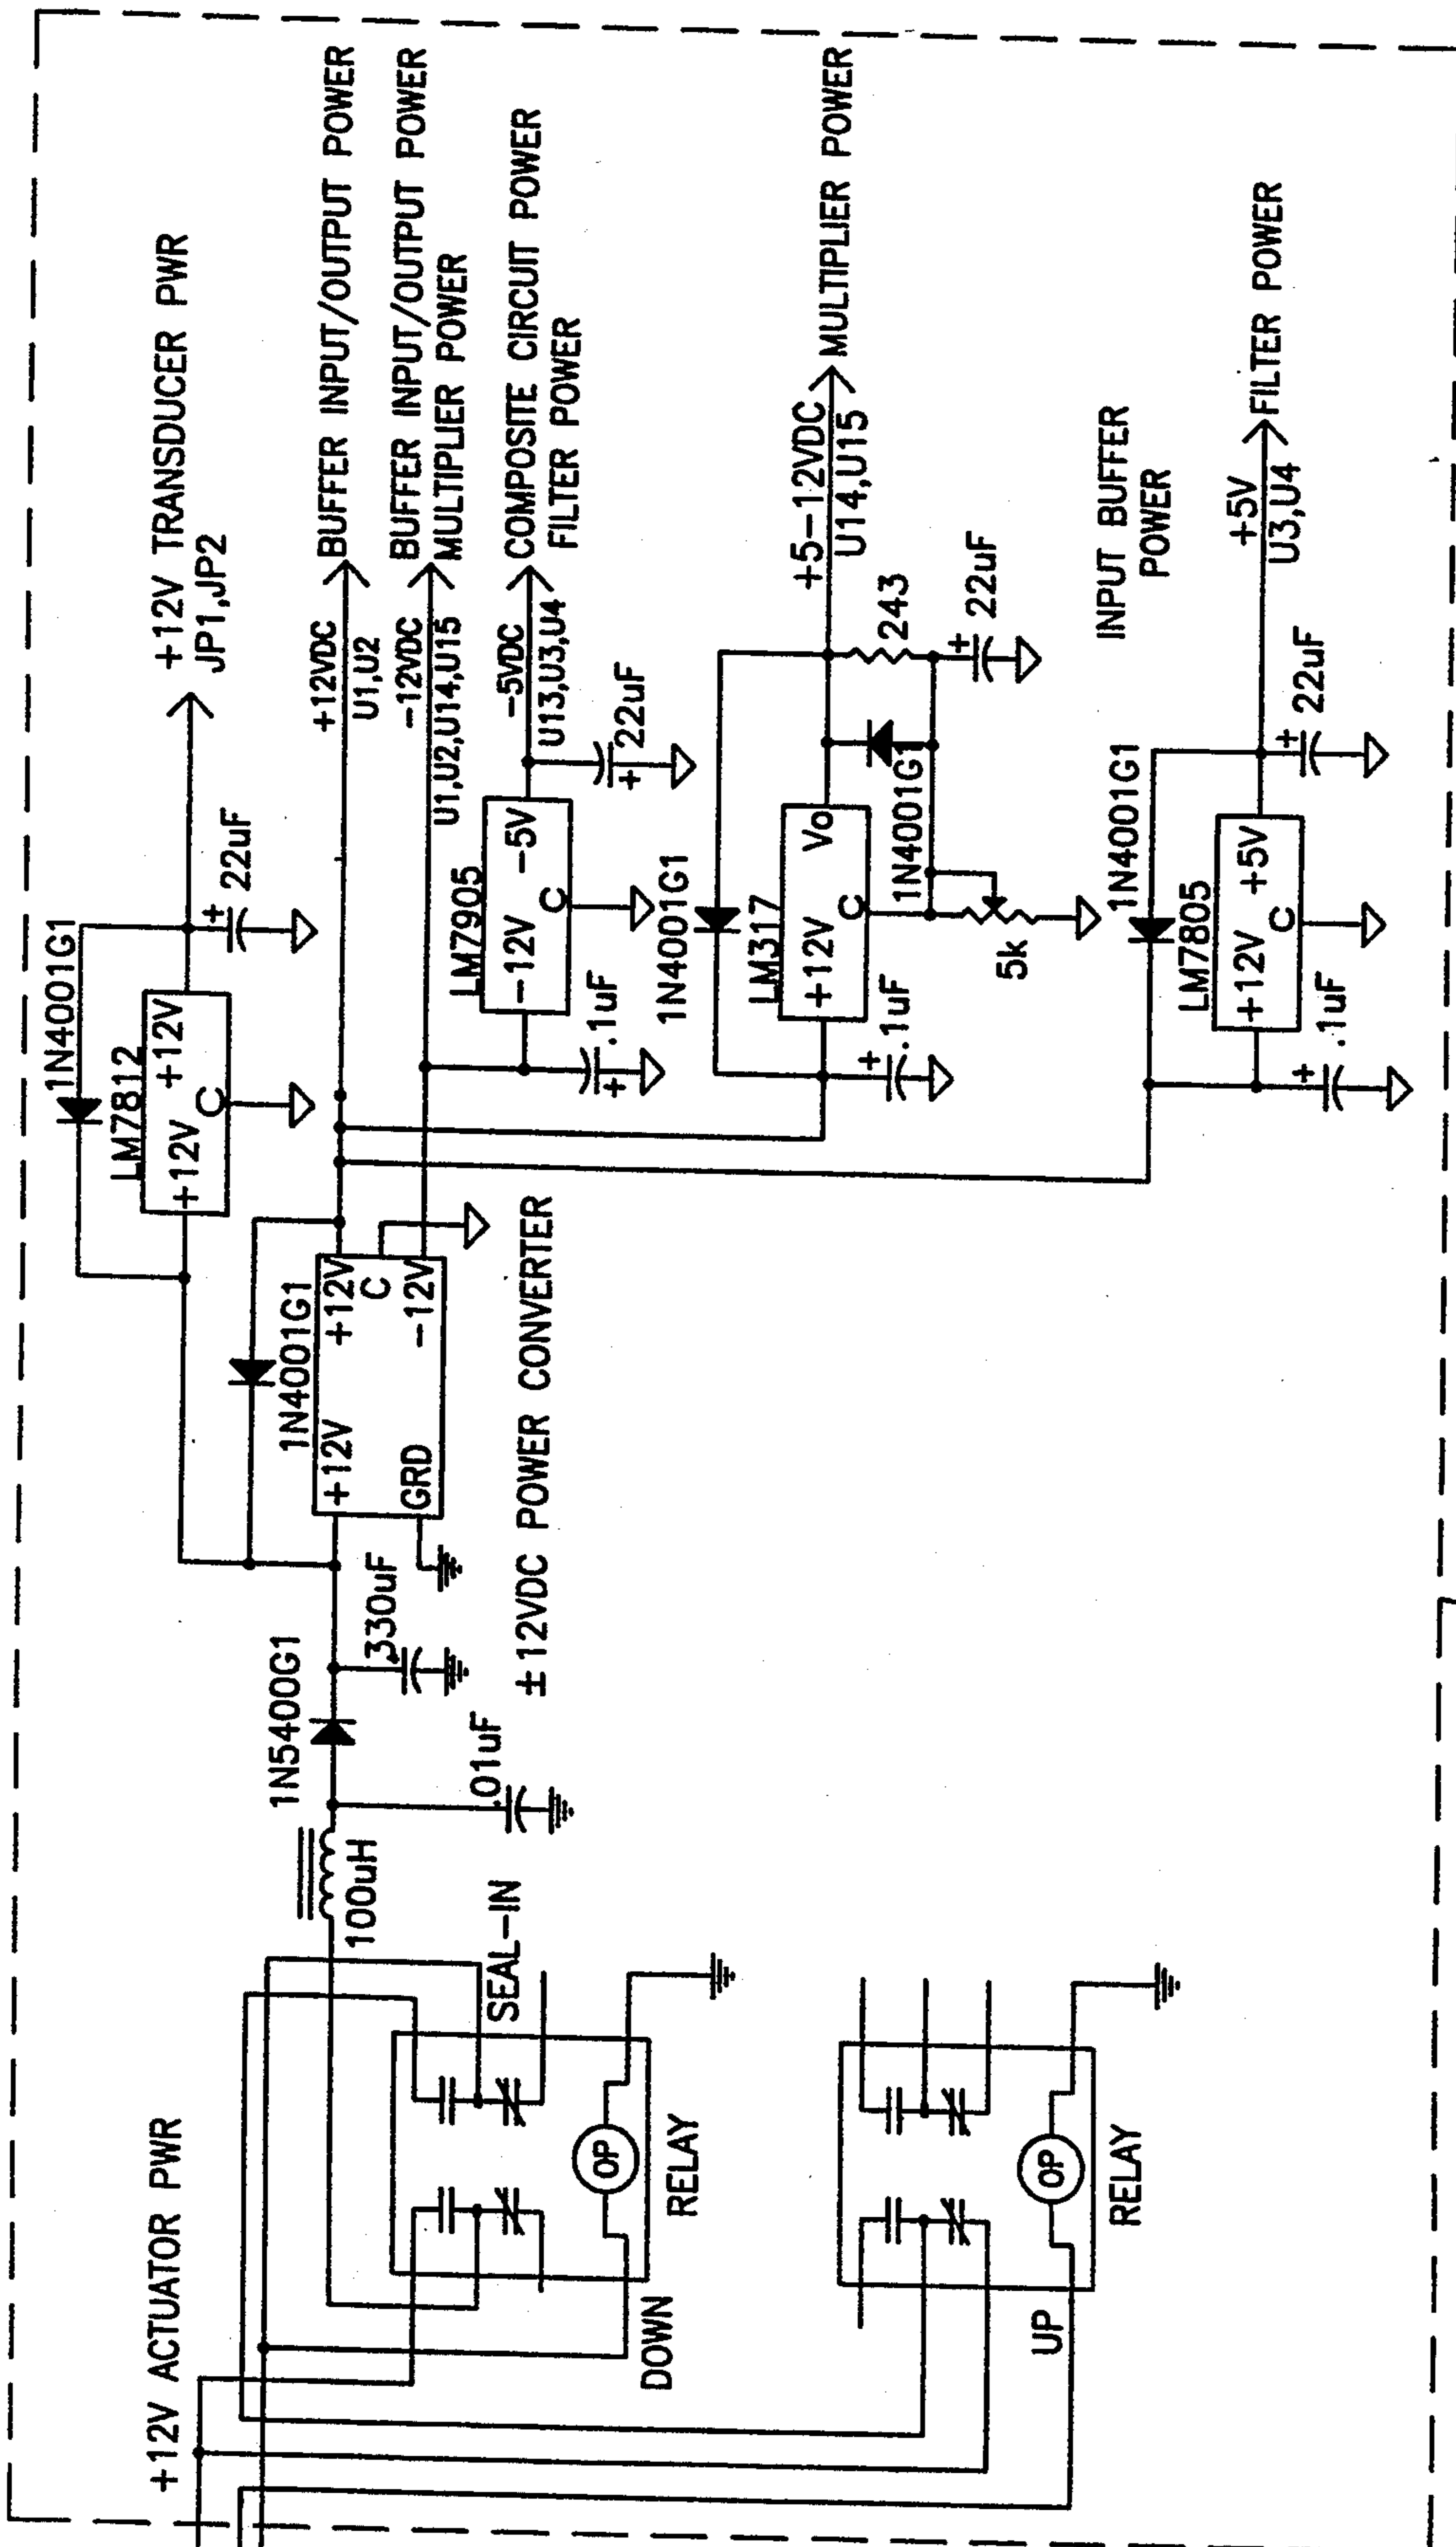 +12V ACTUATOR PWR
DOWN
RELAY
OP
SEAL-IN
UP
RELAY
OP
100uH
.01uF
1N5400G1
330uF
±12VDC POWER CONVERTER
+12V
GRD
+12V
C
-12V
1N4001G1
1N4001G1
LM7812
+12V
+12V
C
22uF
+
+12V TRANSDUCER PWR
JP1,JP2
+12VDC
U1,U2
BUFFER INPUT/OUTPUT POWER
-12VDC
U1,U2,U14,U15
BUFFER INPUT/OUTPUT POWER
MULTIPLIER POWER
LM7905
-12V
-5V
C
.1uF
+
22uF
+
-5VDC
U13,U3,U4
COMPOSITE CIRCUIT POWER
FILTER POWER
1N4001G1
LM317
+12V
Vo
C
.1uF
+
1N4001G1
5k
243
22uF
+
+5-12VDC
U14,U15
MULTIPLIER POWER
INPUT BUFFER
POWER
1N4001G1
LM7805
+12V
+5V
C
.1uF
+
22uF
+
+5V
U3,U4
FILTER POWER